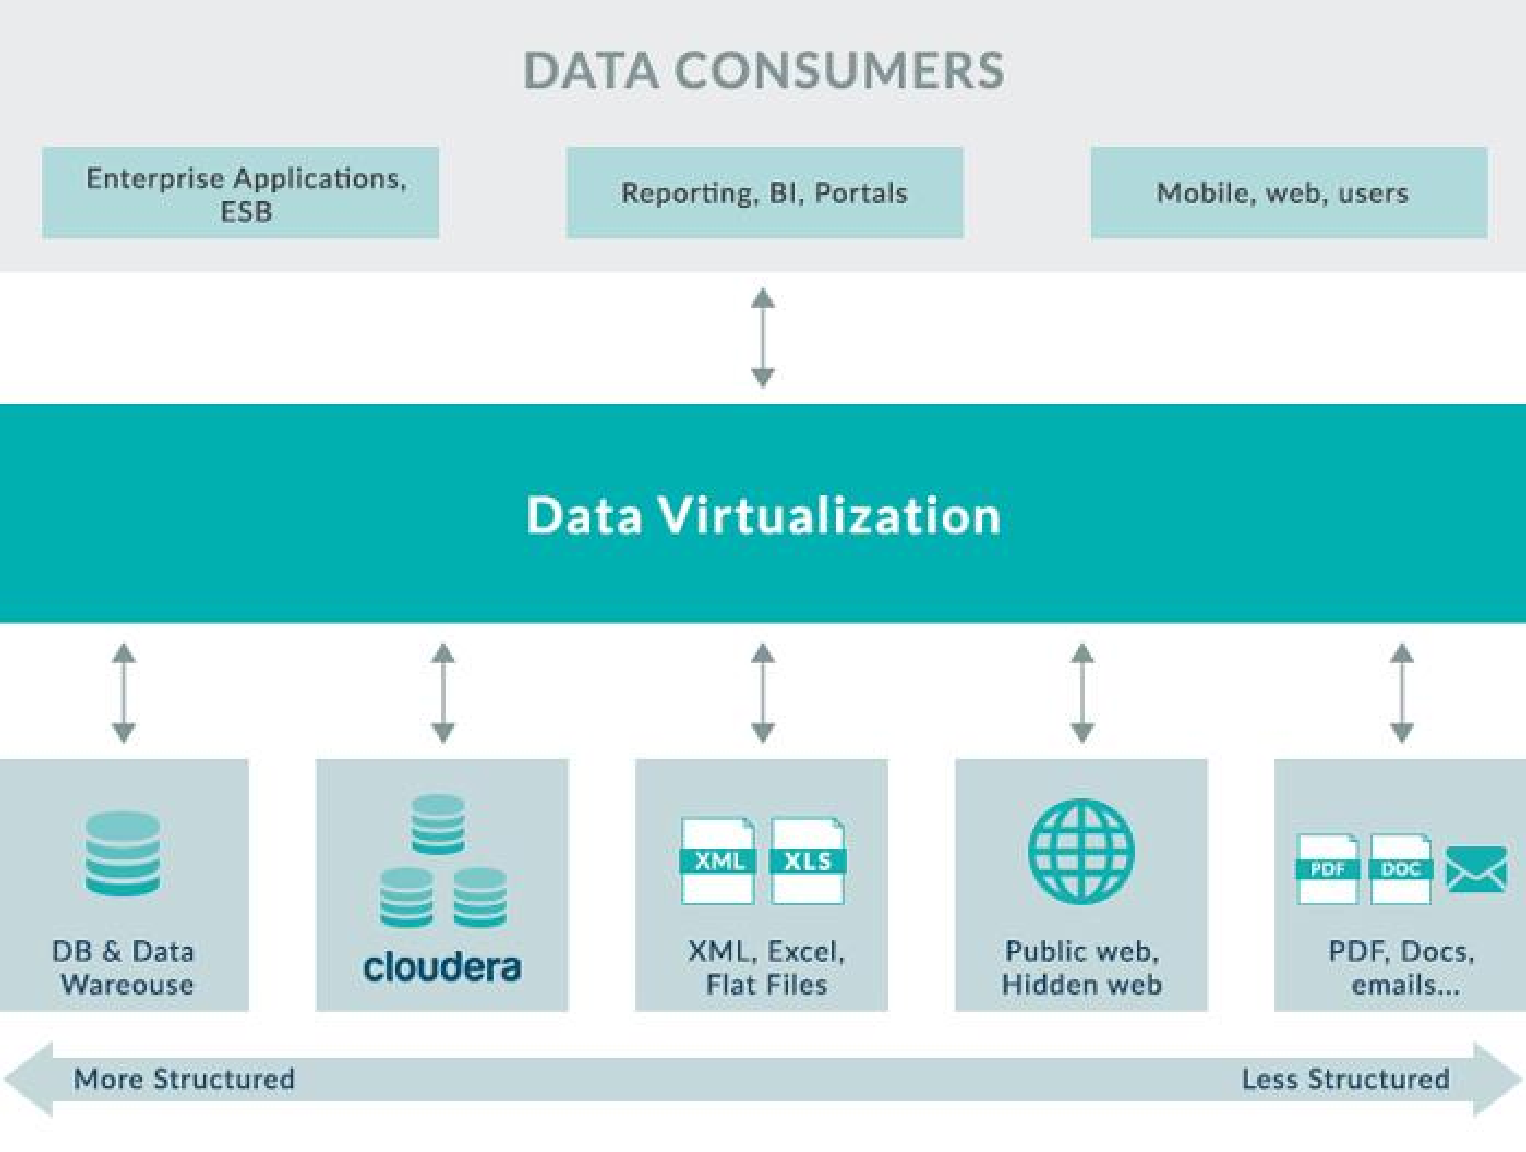 DATA CONSUMERS
Enterprise Applications,
ESB
Reporting, BI, Portals
Mobile, web, users
Data Virtualization
XML
XLS
PDF
DOC
DB & Data
Wareouse
cloudera
XML, Excel,
Flat Files
Public web,
Hidden web
PDF, Docs,
emails...
More Structured
Less Structured